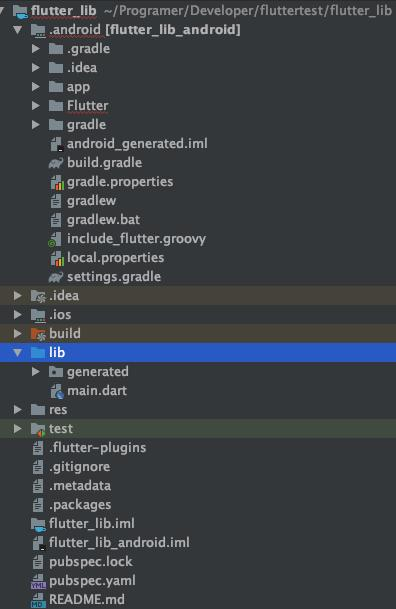 flutter_lib ~/Programer/Developer/fluttertest/flutter_lib
.android [flutter_lib_android]
.gradle
.idea
app
Flutter
gradle
android_generated.iml
build.gradle
gradle.properties
gradlew
gradlew.bat
include_flutter.groovy
local.properties
settings.gradle
.idea
.ios
build
lib
generated
main.dart
res
test
.flutter-plugins
.gitignore
.metadata
.packages
flutter_lib.iml
flutter_lib_android.iml
pubspec.lock
pubspec.yaml
README.md